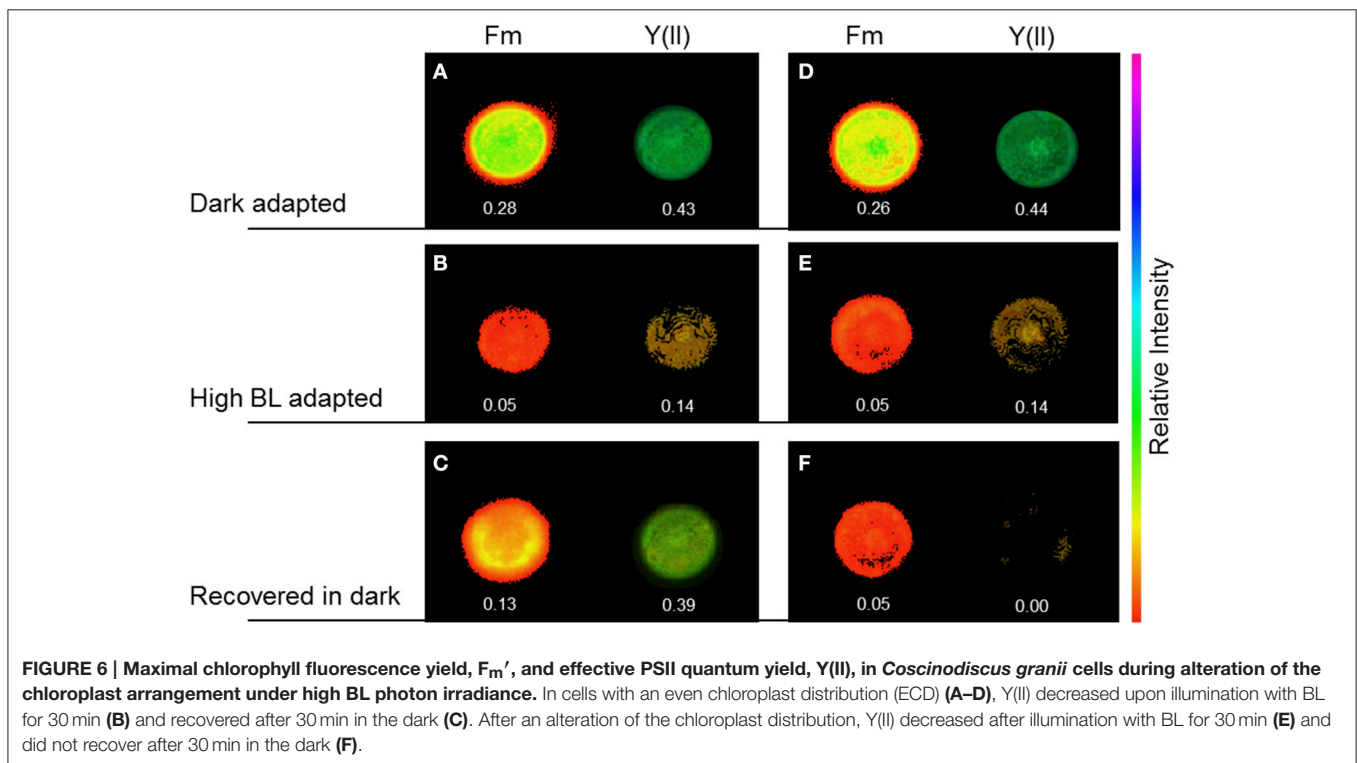 Fm Y(II) Fm Y(II)
A D
0.28 0.43 0.26 0.44
Dark adapted
B E
0.05 0.14 0.05 0.14
High BL adapted
C F
0.13 0.39 0.05 0.00
Recovered in dark
Relative Intensity
FIGURE 6 | Maximal chlorophyll fluorescence yield, Fm′, and effective PSII quantum yield, Y(II), in Coscinodiscus granii cells during alteration of the
chloroplast arrangement under high BL photon irradiance. In cells with an even chloroplast distribution (ECD) (A–D), Y(II) decreased upon illumination with BL
for 30 min (B) and recovered after 30 min in the dark (C). After an alteration of the chloroplast distribution, Y(II) decreased after illumination with BL for 30 min (E) and
did not recover after 30 min in the dark (F).